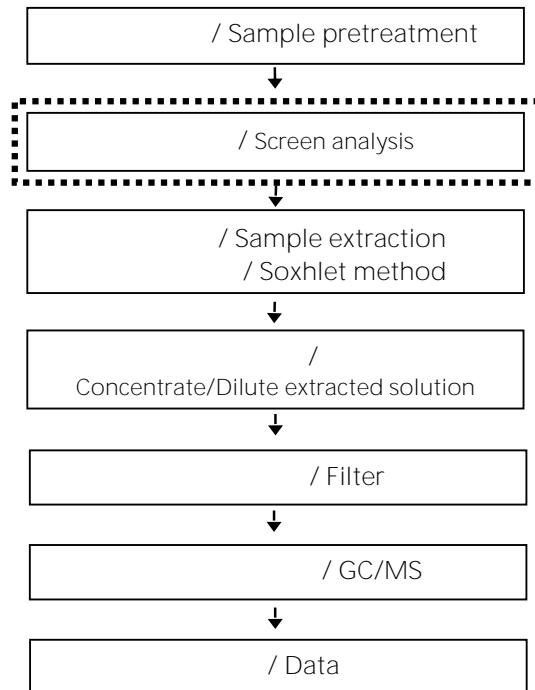 / Sample pretreatment
/ Screen analysis
/ Sample extraction
/ Soxhlet method
/
Concentrate/Dilute extracted solution
/ Filter
/ GC/MS
/ Data